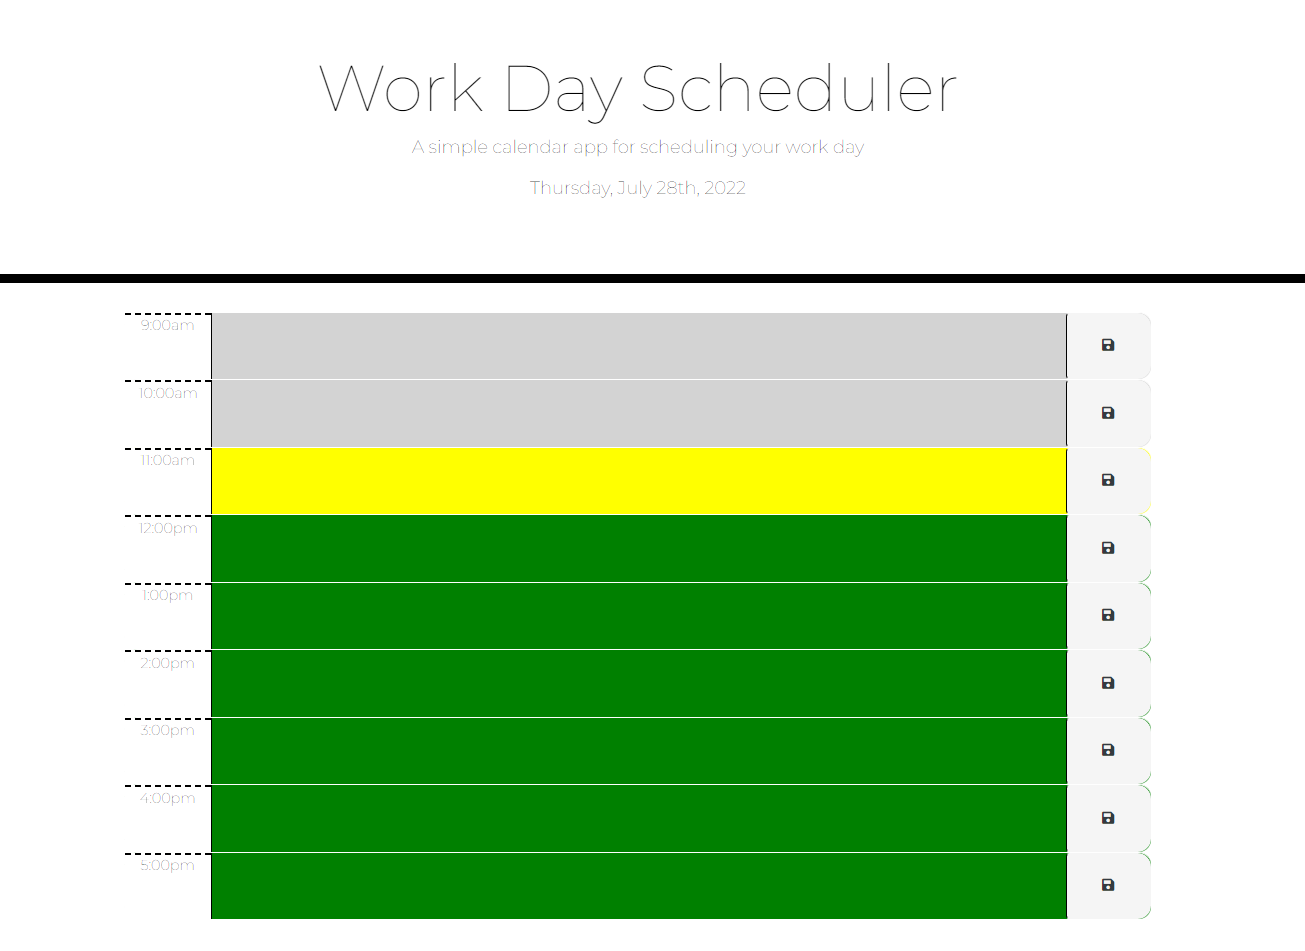 Work Day Scheduler
A simple calendar app for scheduling your work day
Thursday, July 28th, 2022
9:00am
10:00am
11:00am
12:00pm
1:00pm
2:00pm
3:00pm
4:00pm
5:00pm